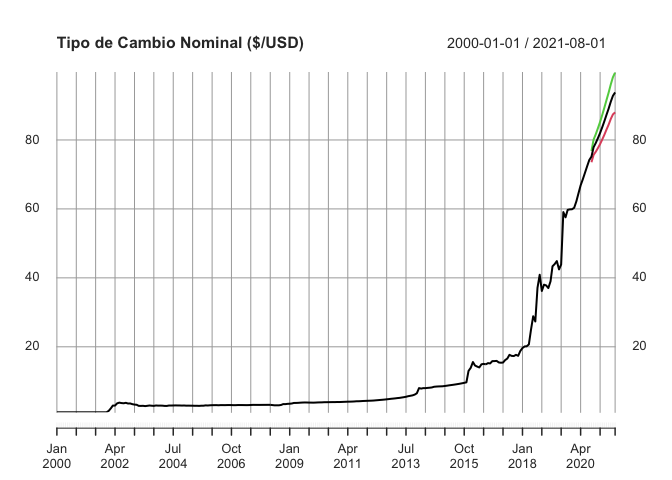 Tipo de Cambio Nominal ($/USD) 2000-01-01 / 2021-08-01
80 80
60 60
40 40
20 20
Jan Apr Jul Oct Jan Apr Jul Oct Jan Apr
2000 2002 2004 2006 2009 2011 2013 2015 2018 2020